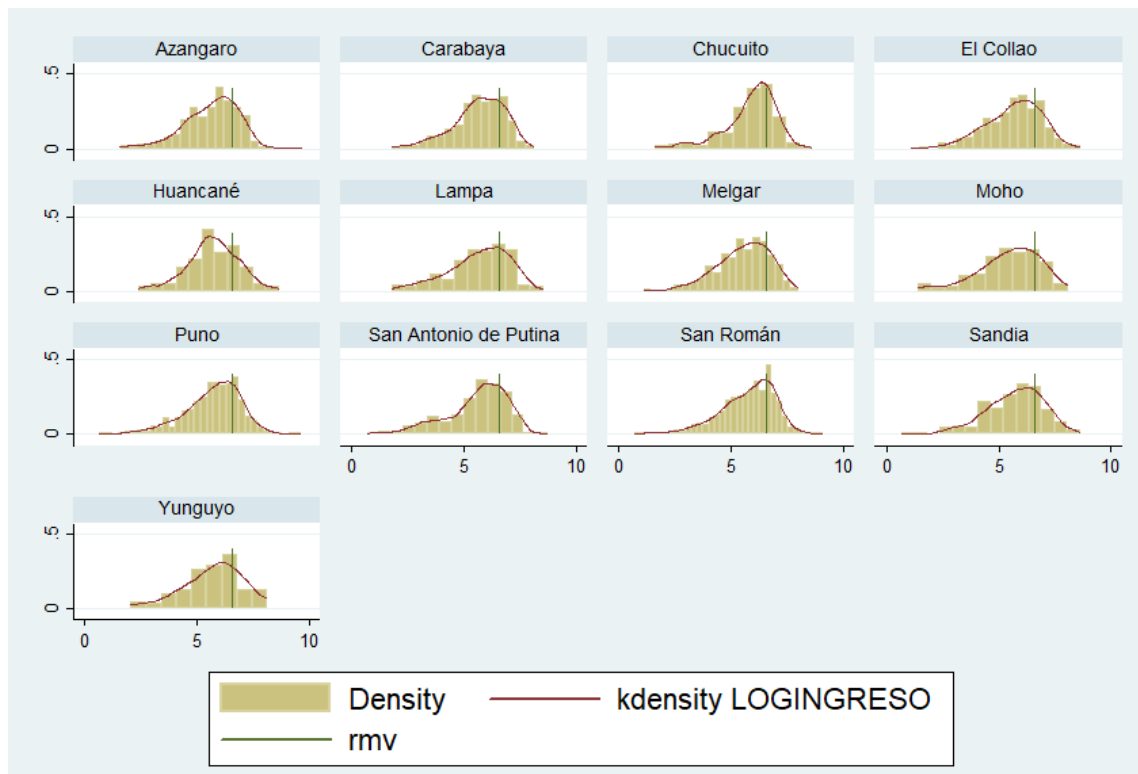 Azangaro Carabaya Chucuito El Collao
.5
0
Huancané Lampa Melgar Moho
.5
0
Puno San Antonio de Putina San Román Sandia
.5
0
0 5 10 0 5 10 0 5 10
Yunguyo
.5
0
0 5 10
Density kdensity LOGINGRESO
rmv